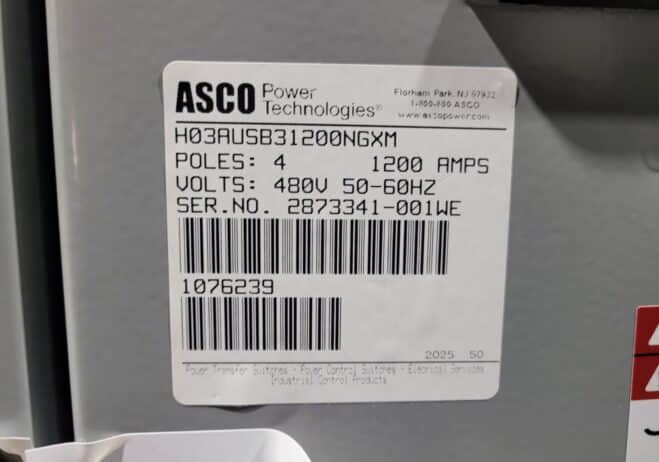 ASCO Power Technologies®
Florham Park, NJ 07932
1-800-800 ASCO
www.ascopower.com
H03AUSB31200NGXM
POLES: 4 1200 AMPS
VOLTS: 480V 50-60HZ
SER.NO. 2873341-001WE
1076239
2025 50
Power Transfer Switches - Power Control Switches - Electrical Services
Industrial Control Products